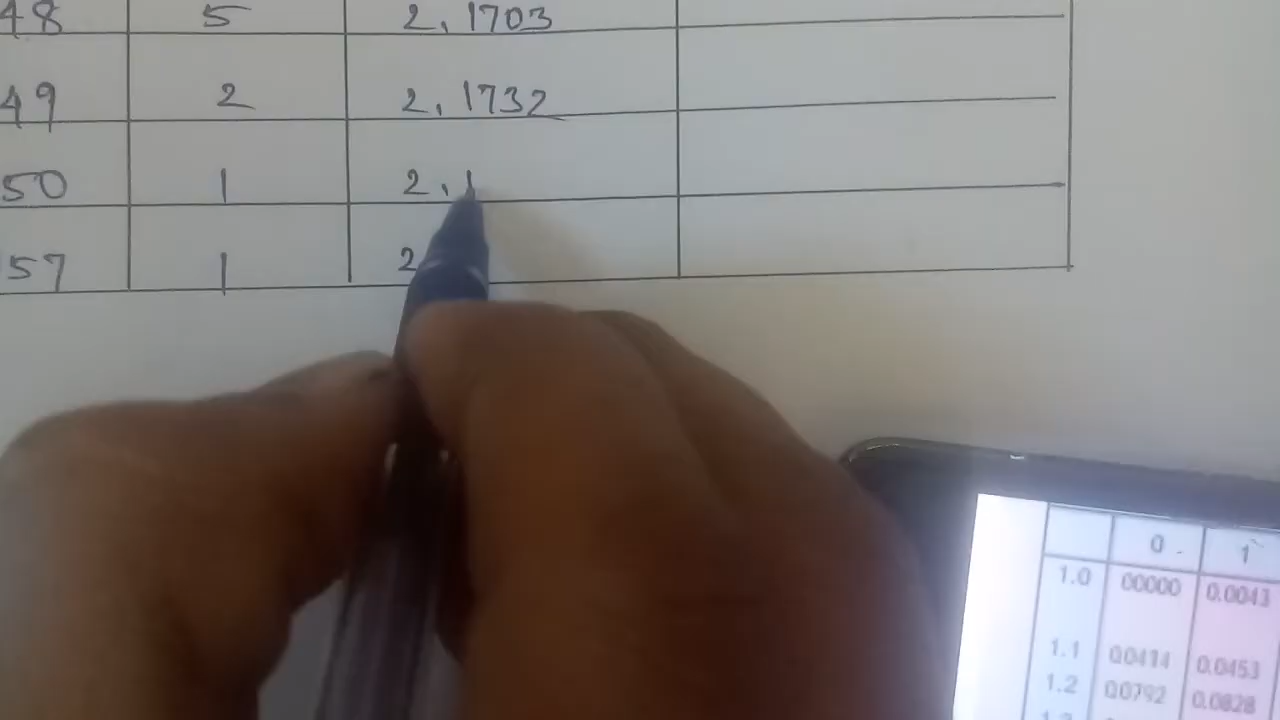 48 5 2.1703
49 2 2.1732
50 1 2.1
57 1 2
0 1
1.0 00000 0.0043
1.1 0.0414 0.0453
1.2 0.0792 0.0828